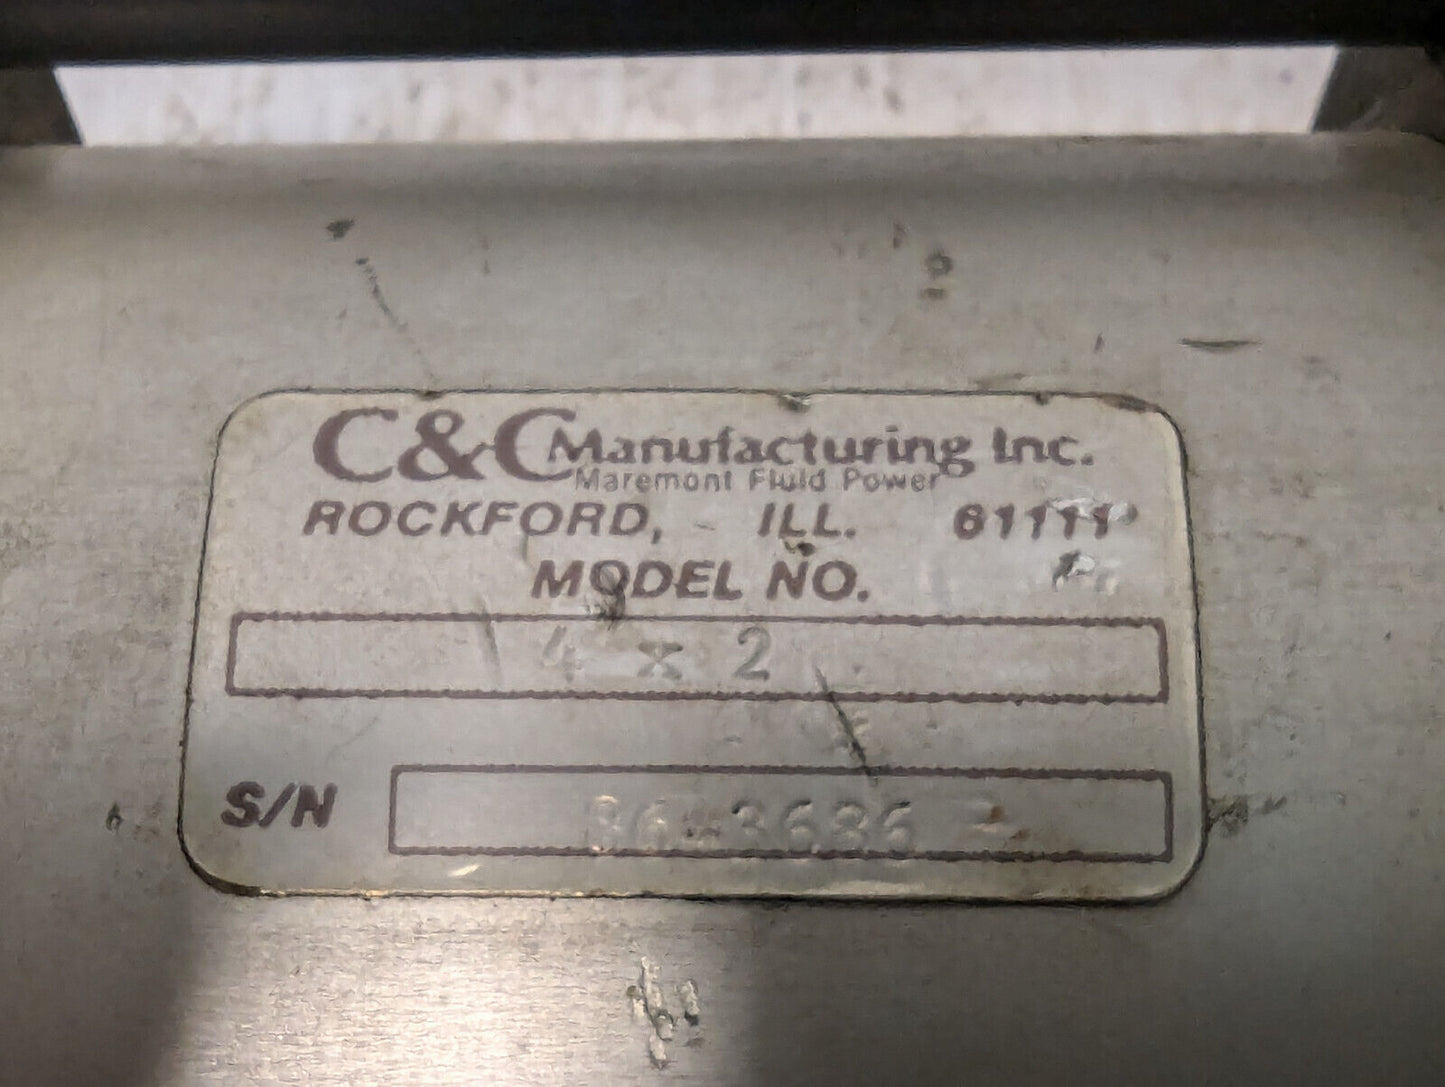 C&C Manufacturing Inc.
Maremont Fluid Power
ROCKFORD, ILL. 61111
MODEL NO.
4 x 2
S/N